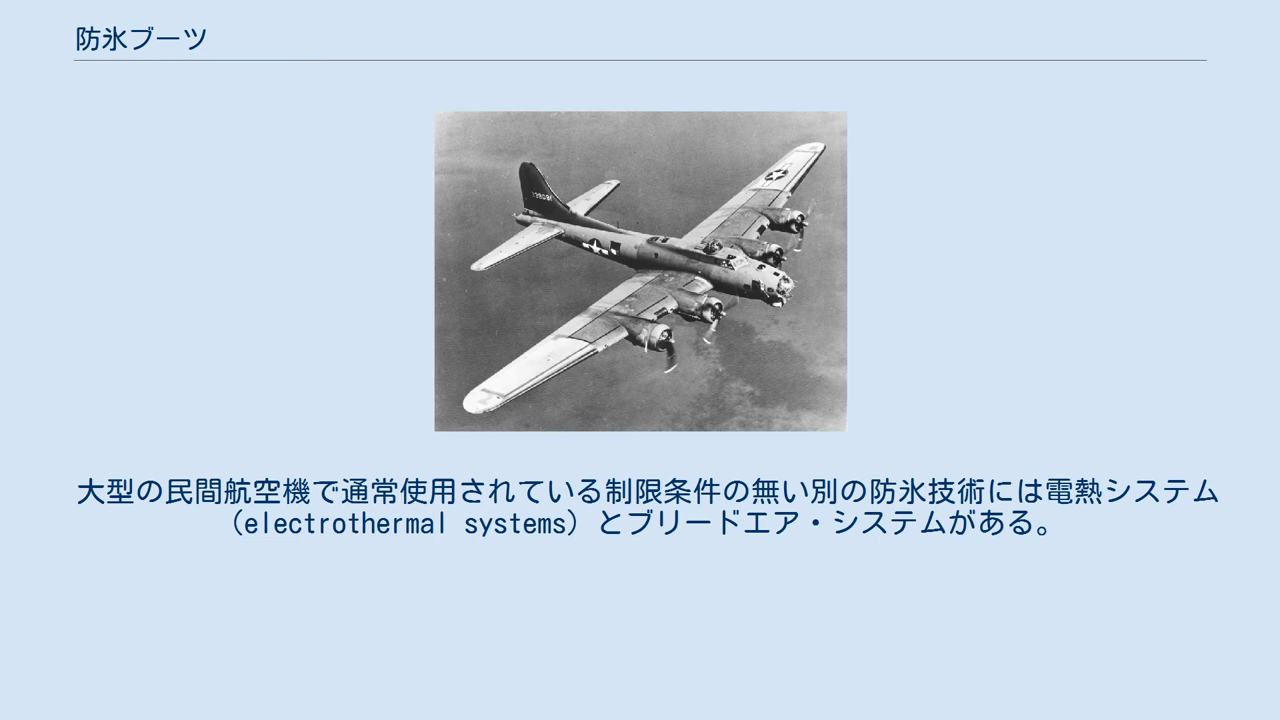 防氷ブーツ
大型の民間航空機で通常使用されている制限条件の無い別の防氷技術には電熱システム
（electrothermal systems）とブリードエア・システムがある。